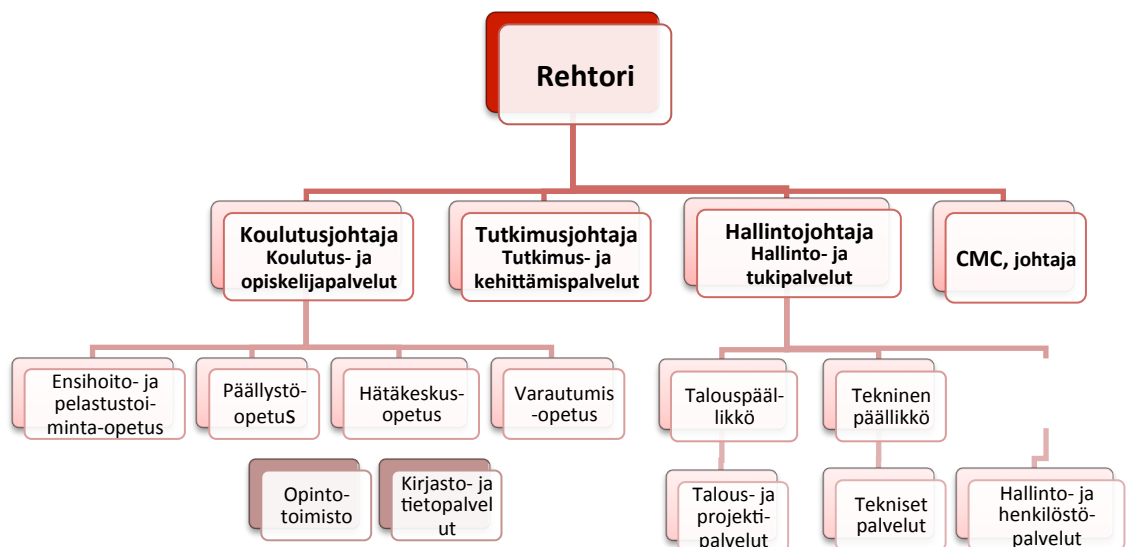 Rehtori
Koulutusjohtaja
Koulutus- ja
opiskelijapalvelut
Tutkimusjohtaja
Tutkimus- ja
kehittämispalvelut
Hallintojohtaja
Hallinto- ja
tukipalvelut
CMC, johtaja
Ensihoito- ja
pelastustoi-
minta-opetus
Päällystö-
opetus
Hätäkeskus-
opetus
Varautumis
-opetus
Talouspääl-
likkö
Tekninen
päällikkö
Opinto-
toimisto
Kirjasto- ja
tietopalvel
ut
Talous- ja
projekti-
palvelut
Tekniset
palvelut
Hallinto- ja
henkilöstö-
palvelut